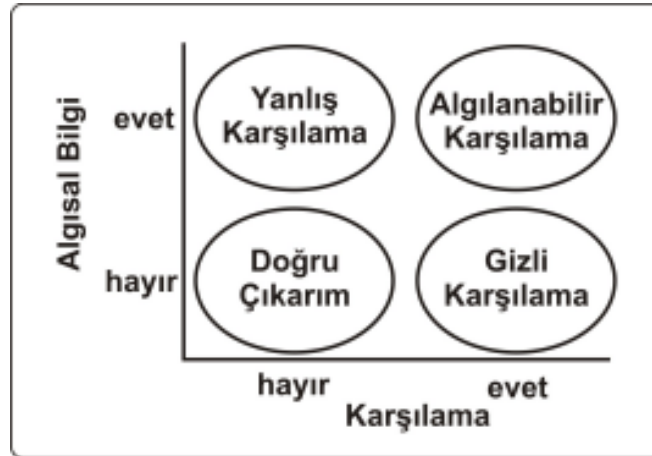 Algısal Bilgi
evet
Yanlış
Karşılama
Algılanabilir
Karşılama
hayır
Doğru
Çıkarım
Gizli
Karşılama
hayır
evet
Karşılama